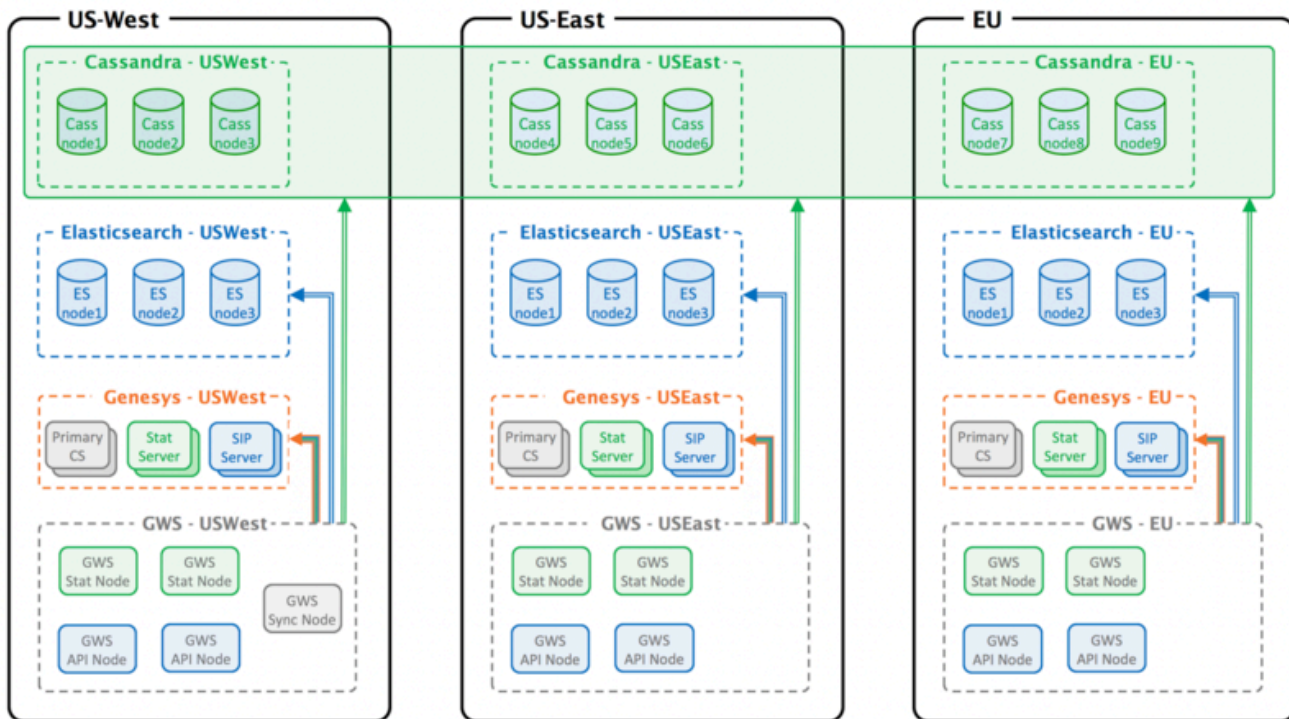 US-West
US-East
EU
Cassandra - USWest
Cass
node1
Cass
node2
Cass
node3
Cassandra - USEast
Cass
node4
Cass
node5
Cass
node6
Cassandra - EU
Cass
node7
Cass
node8
Cass
node9
Elasticsearch - USWest
ES
node1
ES
node2
ES
node3
Elasticsearch - USEast
ES
node1
ES
node2
ES
node3
Elasticsearch - EU
ES
node1
ES
node2
ES
node3
Genesys - USWest
Primary
CS
Stat
Server
SIP
Server
Genesys - USEast
Primary
CS
Stat
Server
SIP
Server
Genesys - EU
Primary
CS
Stat
Server
SIP
Server
GWS - USWest
GWS
Stat Node
GWS
Stat Node
GWS
Sync Node
GWS
API Node
GWS
API Node
GWS - USEast
GWS
Stat Node
GWS
Stat Node
GWS
API Node
GWS
API Node
GWS - EU
GWS
Stat Node
GWS
Stat Node
GWS
API Node
GWS
API Node